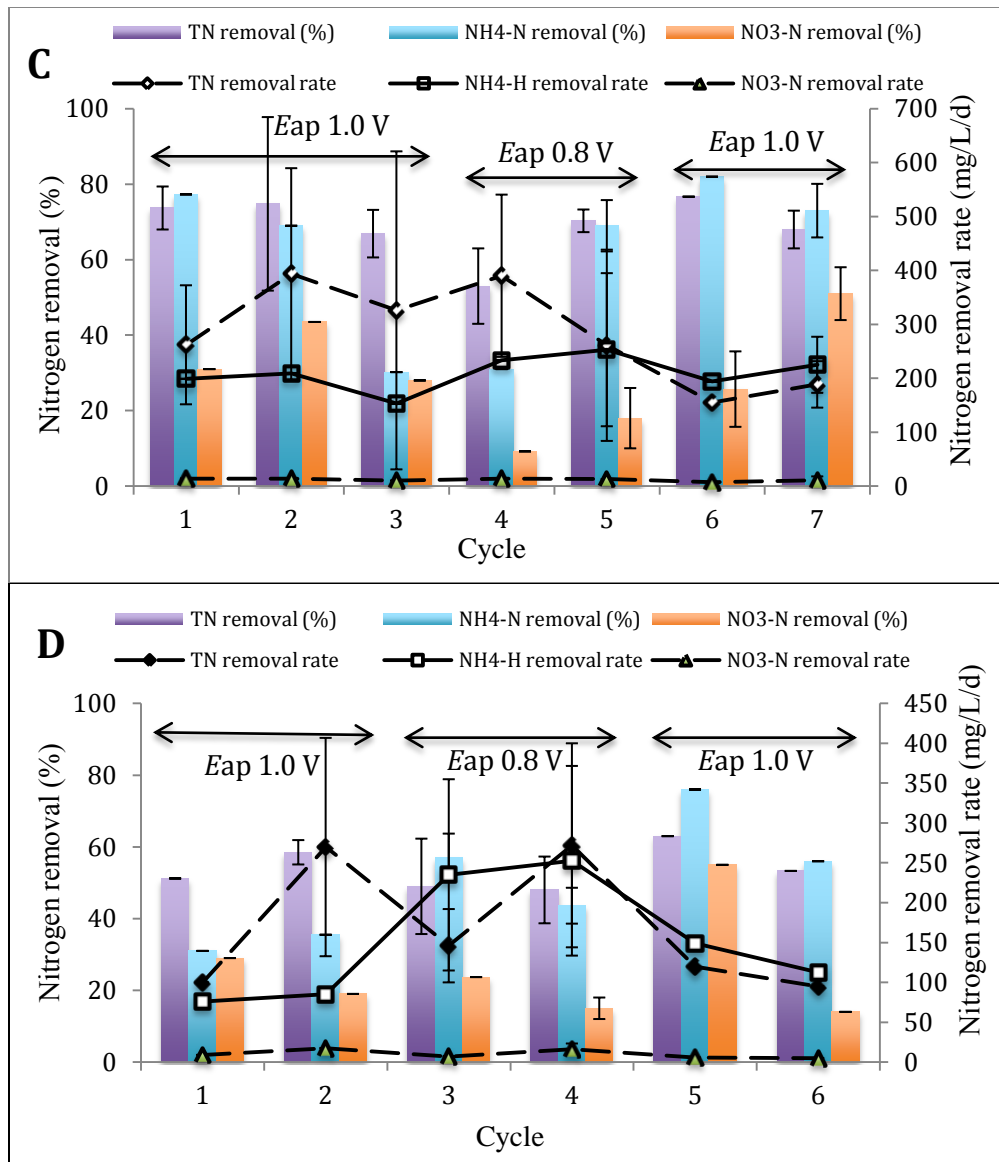 C
TN removal (%) NH4-N removal (%) NO3-N removal (%)
TN removal rate NH4-H removal rate NO3-N removal rate
Nitrogen removal (%)
100
80
60
40
20
0
Eap 1.0 V Eap 0.8 V Eap 1.0 V
700
600
500
400
300
200
100
0
Nitrogen removal rate (mg/L/d)
1 2 3 4 5 6 7
Cycle
D
TN removal (%) NH4-N removal (%) NO3-N removal (%)
TN removal rate NH4-H removal rate NO3-N removal rate
Nitrogen removal (%)
100
80
60
40
20
0
Eap 1.0 V Eap 0.8 V Eap 1.0 V
450
400
350
300
250
200
150
100
50
0
Nitrogen removal rate (mg/L/d)
1 2 3 4 5 6
Cycle